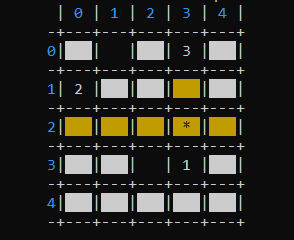 | 0 | 1 | 2 | 3 | 4 |
-+---+---+---+---+---+
0| | | | 3 | |
-+---+---+---+---+---+
1| 2 | | | | |
-+---+---+---+---+---+
2| | | | * | |
-+---+---+---+---+---+
3| | | | 1 | |
-+---+---+---+---+---+
4| | | | | |
-+---+---+---+---+---+